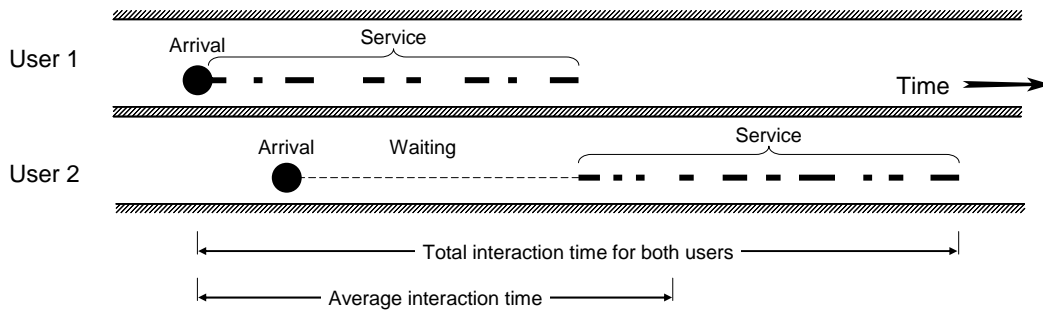 User 1
Arrival
Service
Time
User 2
Arrival
Waiting
Service
Total interaction time for both users
Average interaction time